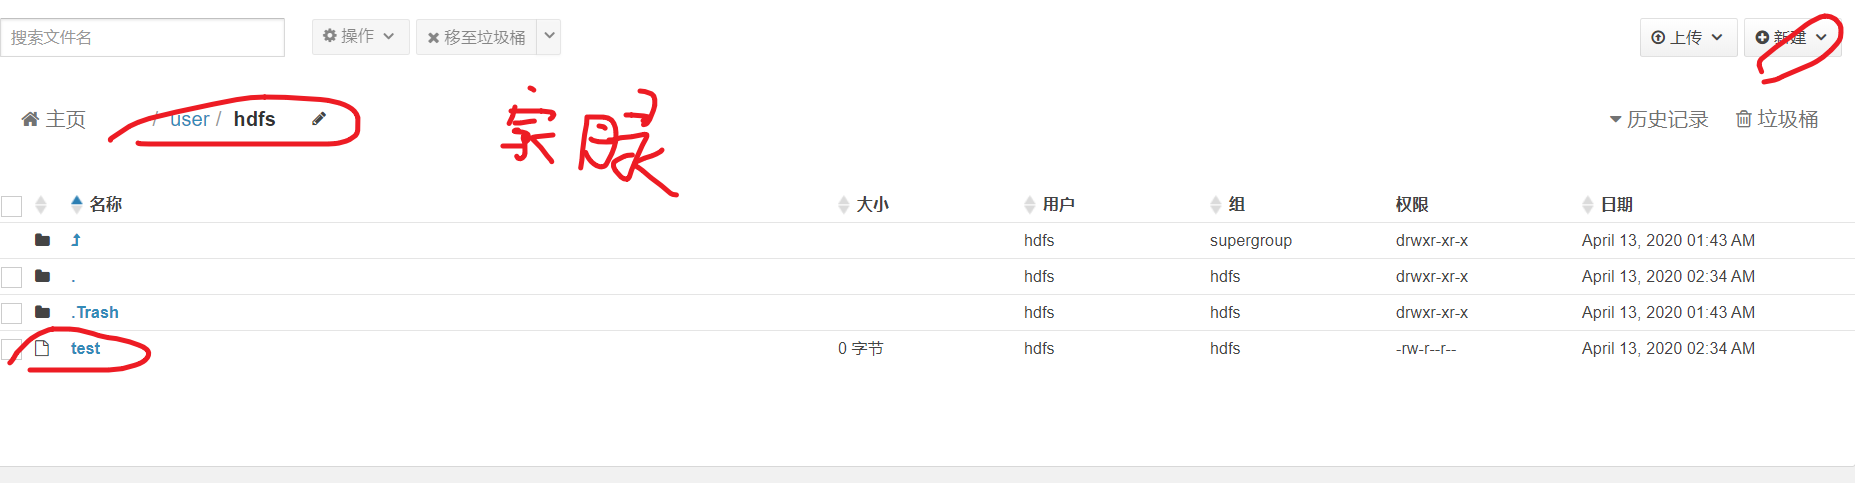 搜索文件名 操作 移至垃圾桶 上传 新建
主页 / user / hdfs 历史记录 垃圾桶
名称 大小 用户 组 权限 日期
hdfs supergroup drwxr-xr-x April 13, 2020 01:43 AM
. hdfs hdfs drwxr-xr-x April 13, 2020 02:34 AM
.Trash hdfs hdfs drwxr-xr-x April 13, 2020 01:43 AM
test 0 字节 hdfs hdfs -rw-r--r-- April 13, 2020 02:34 AM